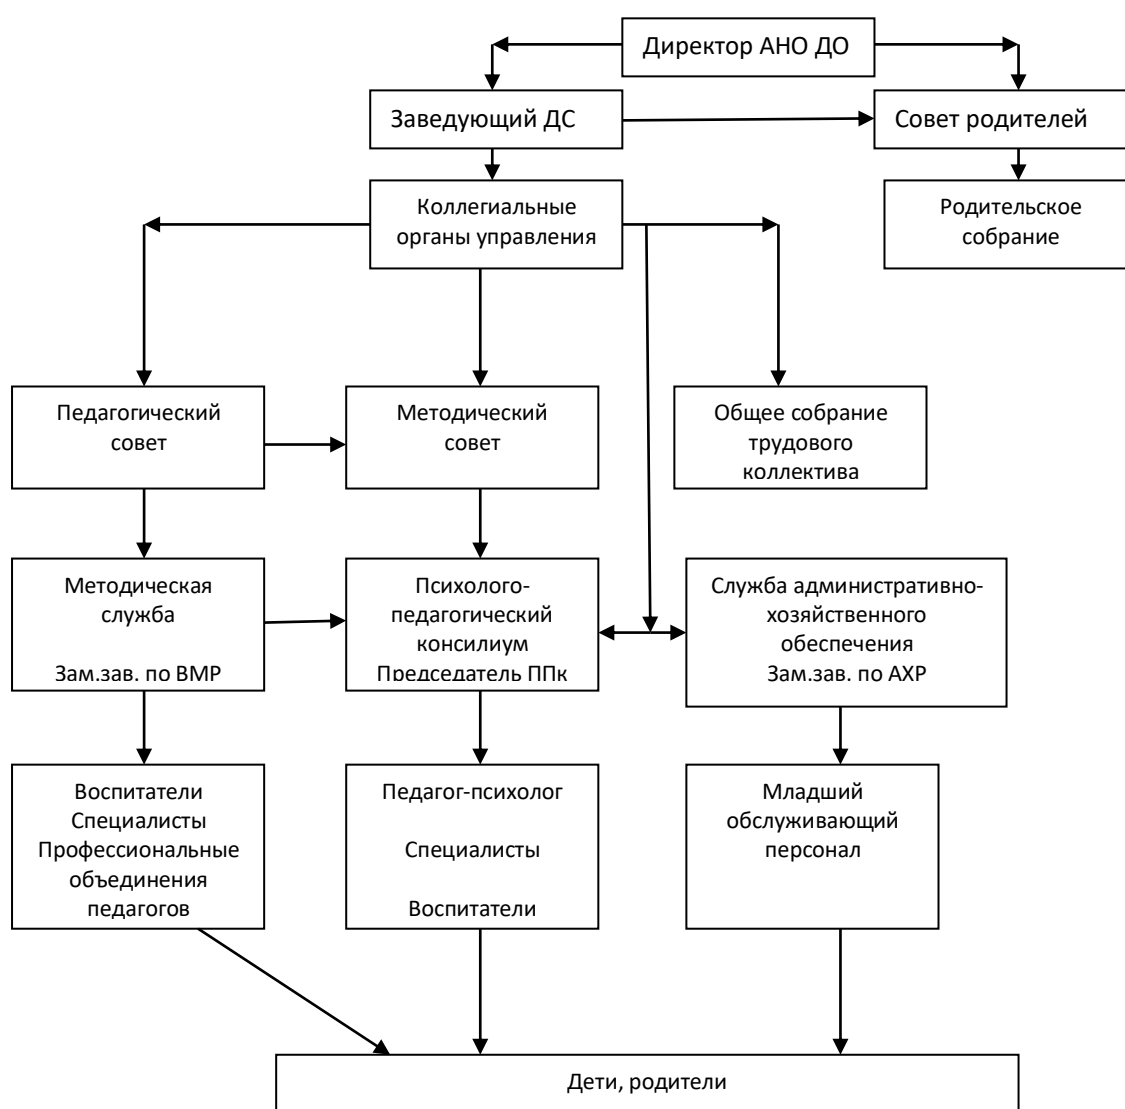 Директор АНО ДО
Заведующий ДС
Совет родителей
Коллегиальные
органы управления
Родительское
собрание
Педагогический
совет
Методический
совет
Общее собрание
трудового
коллектива
Методическая
служба
Зам.зав. по ВМР
Психолого-
педагогический
консилиум
Председатель ППк
Служба административно-
хозяйственного
обеспечения
Зам.зав. по АХР
Воспитатели
Специалисты
Профессиональные
объединения
педагогов
Педагог-психолог
Специалисты
Воспитатели
Младший
обслуживающий
персонал
Дети, родители